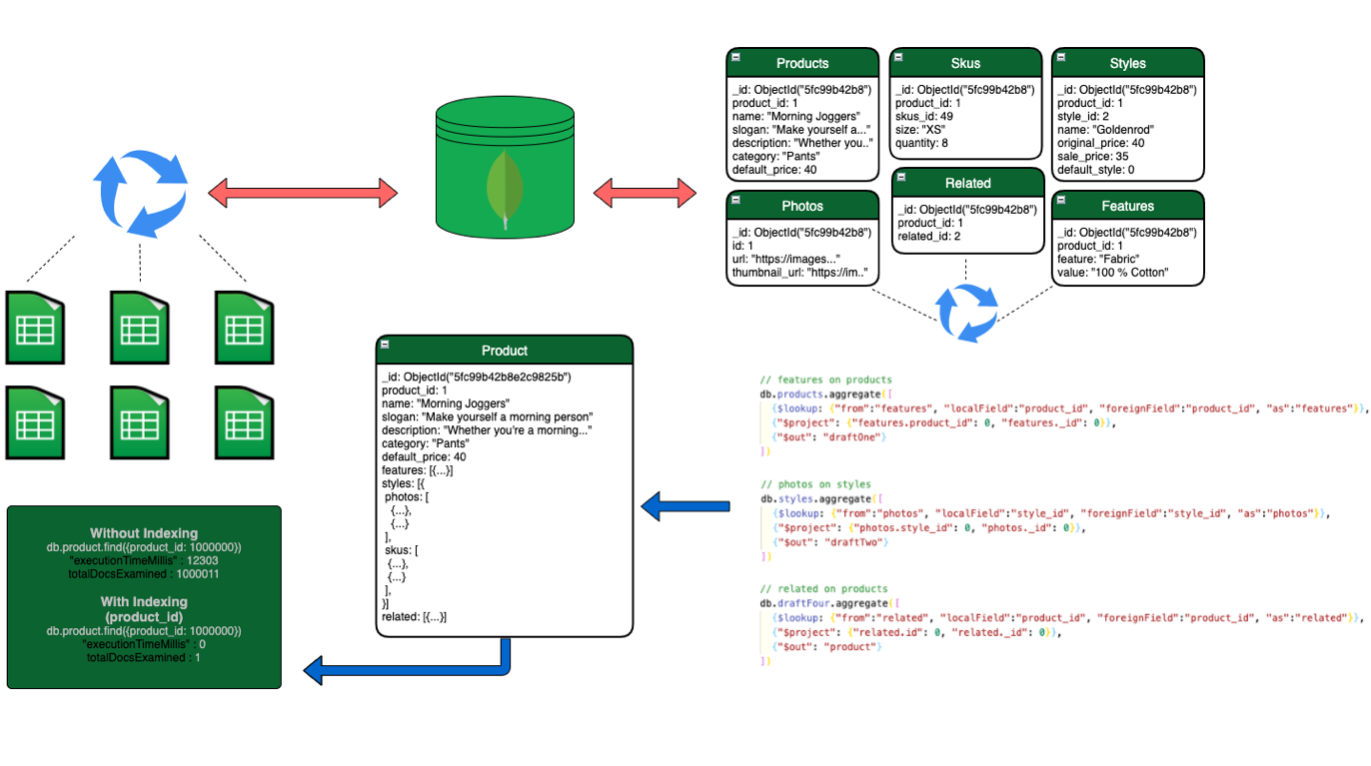 Products
_id: ObjectId("5fc99b42b8")
product_id: 1
name: "Morning Joggers"
slogan: "Make yourself a..."
description: "Whether you.."
category: "Pants"
default_price: 40
Skus
_id: ObjectId("5fc99b42b8")
product_id: 1
skus_id: 49
size: "XS"
quantity: 8
Styles
_id: ObjectId("5fc99b42b8")
product_id: 1
style_id: 2
name: "Goldenrod"
original_price: 40
sale_price: 35
default_style: 0
Photos
_id: ObjectId("5fc99b42b8")
id: 1
url: "https://images..."
thumbnail_url: "https://im.."
Related
_id: ObjectId("5fc99b42b8")
product_id: 1
related_id: 2
Features
_id: ObjectId("5fc99b42b8")
product_id: 1
feature: "Fabric"
value: "100 % Cotton"
Product
_id: ObjectId("5fc99b42b8e2c9825b")
product_id: 1
name: "Morning Joggers"
slogan: "Make yourself a morning person"
description: "Whether you're a morning..."
category: "Pants"
default_price: 40
features: [{...}]
styles: [{
photos: [
{...},
{...}
],
skus: [
{...},
{...}
],
}]
related: [{...}]
// features on products
db.products.aggregate([
{$lookup: {"from":"features", "localField":"product_id", "foreignField":"product_id", "as":"features"}},
{"$project": {"features.product_id": 0, "features._id": 0}},
{"$out": "draftOne"}
])
// photos on styles
db.styles.aggregate([
{$lookup: {"from":"photos", "localField":"style_id", "foreignField":"style_id", "as":"photos"}},
{"$project": {"photos.style_id": 0, "photos._id": 0}},
{"$out": "draftTwo"}
])
// related on products
db.draftFour.aggregate([
{$lookup: {"from":"related", "localField":"product_id", "foreignField":"product_id", "as":"related"}},
{"$project": {"related.id": 0, "related._id": 0}},
{"$out": "product"}
])
Without Indexing
db.product.find({product_id: 1000000})
"executionTimeMillis" : 12303
totalDocsExamined : 1000011
With Indexing
(product_id)
db.product.find({product_id: 1000000})
"executionTimeMillis" : 0
totalDocsExamined : 1